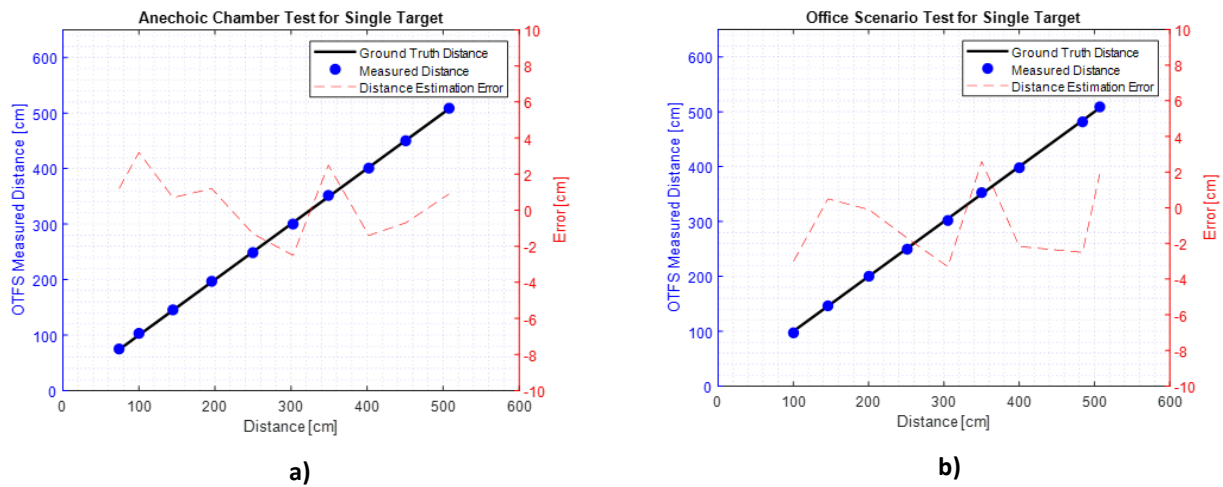 Anechoic Chamber Test for Single Target
Ground Truth Distance
Measured Distance
Distance Estimation Error
OTFS Measured Distance [cm]
600
500
400
300
200
100
0
10
8
6
4
2
0
-2
-4
-6
-8
-10
Error [cm]
0 100 200 300 400 500 600
Distance [cm]
a)
Office Scenario Test for Single Target
Ground Truth Distance
Measured Distance
Distance Estimation Error
OTFS Measured Distance [cm]
600
500
400
300
200
100
0
10
8
6
4
2
0
-2
-4
-6
-8
-10
Error [cm]
0 100 200 300 400 500 600
Distance [cm]
b)